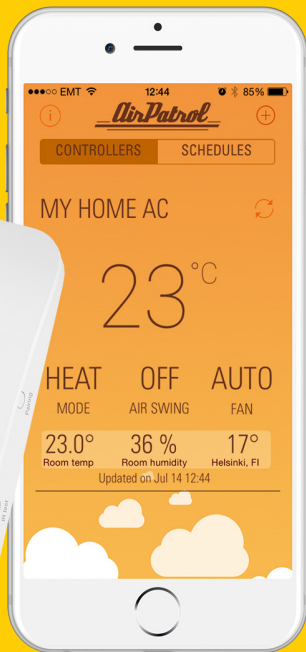 EMT 12:44 85%
i AirPatrol +
CONTROLLERS SCHEDULES
MY HOME AC
23°C
HEAT OFF AUTO
MODE AIR SWING FAN
23.0° 36 % 17°
Room temp Room humidity Helsinki, FI
Updated on Jul 14 12:44
Pairing